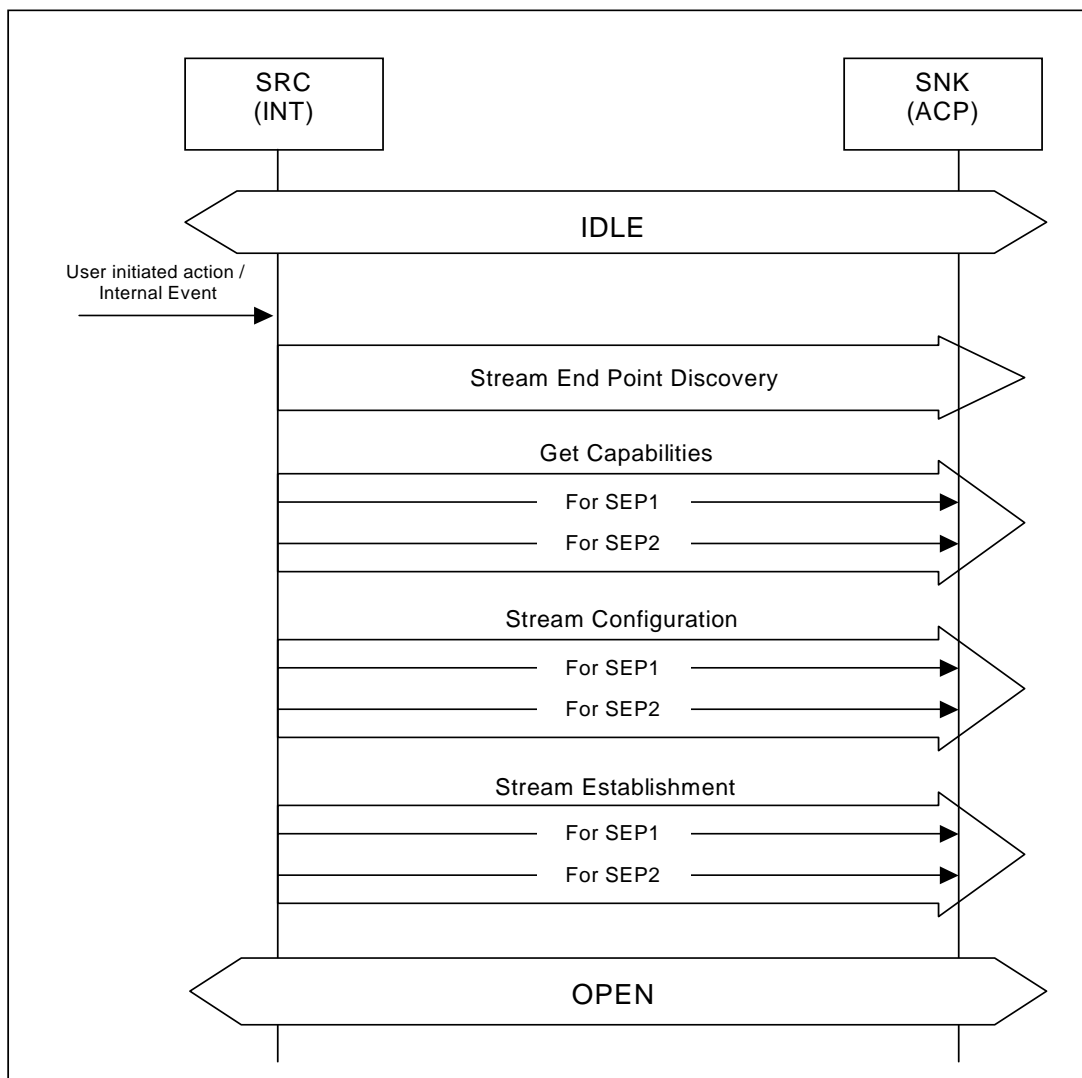 SRC
(INT)
SNK
(ACP)
IDLE
User initiated action /
Internal Event
Stream End Point Discovery
Get Capabilities
For SEP1
For SEP2
Stream Configuration
For SEP1
For SEP2
Stream Establishment
For SEP1
For SEP2
OPEN